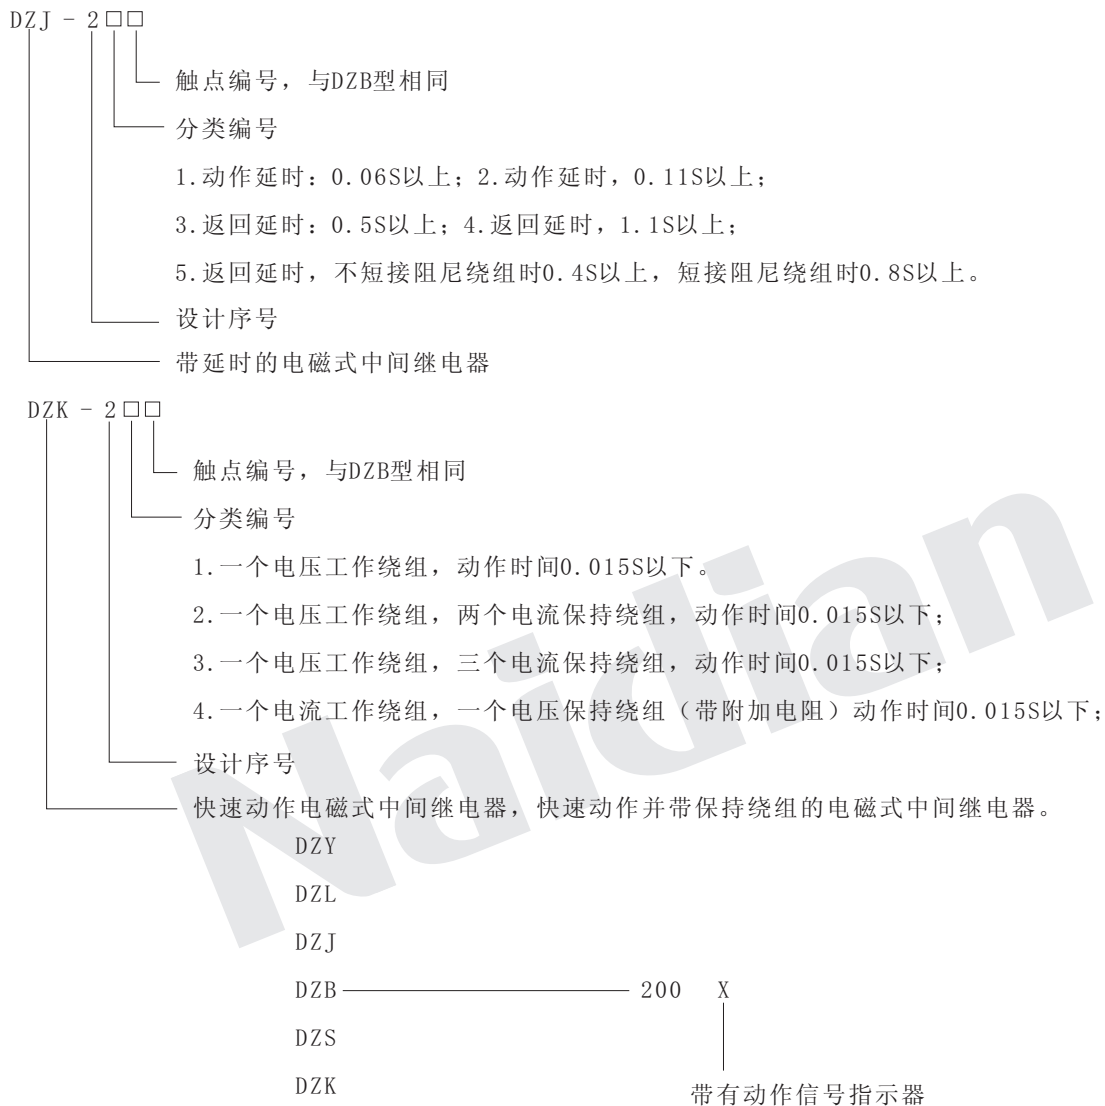 DZJ - 2□□
触点编号，与DZB型相同
分类编号
1.动作延时：0.06S以上；2.动作延时，0.11S以上；
3.返回延时：0.5S以上；4.返回延时，1.1S以上；
5.返回延时，不短接阻尼绕组时0.4S以上，短接阻尼绕组时0.8S以上。
设计序号
带延时的电磁式中间继电器
DZK - 2□□
触点编号，与DZB型相同
分类编号
1.一个电压工作绕组，动作时间0.015S以下。
2.一个电压工作绕组，两个电流保持绕组，动作时间0.015S以下；
3.一个电压工作绕组，三个电流保持绕组，动作时间0.015S以下；
4.一个电流工作绕组，一个电压保持绕组（带附加电阻）动作时间0.015S以下；
设计序号
快速动作电磁式中间继电器，快速动作并带保持绕组的电磁式中间继电器。
DZY
DZL
DZJ
DZB 200 X
DZS
DZK
带有动作信号指示器
Naidian